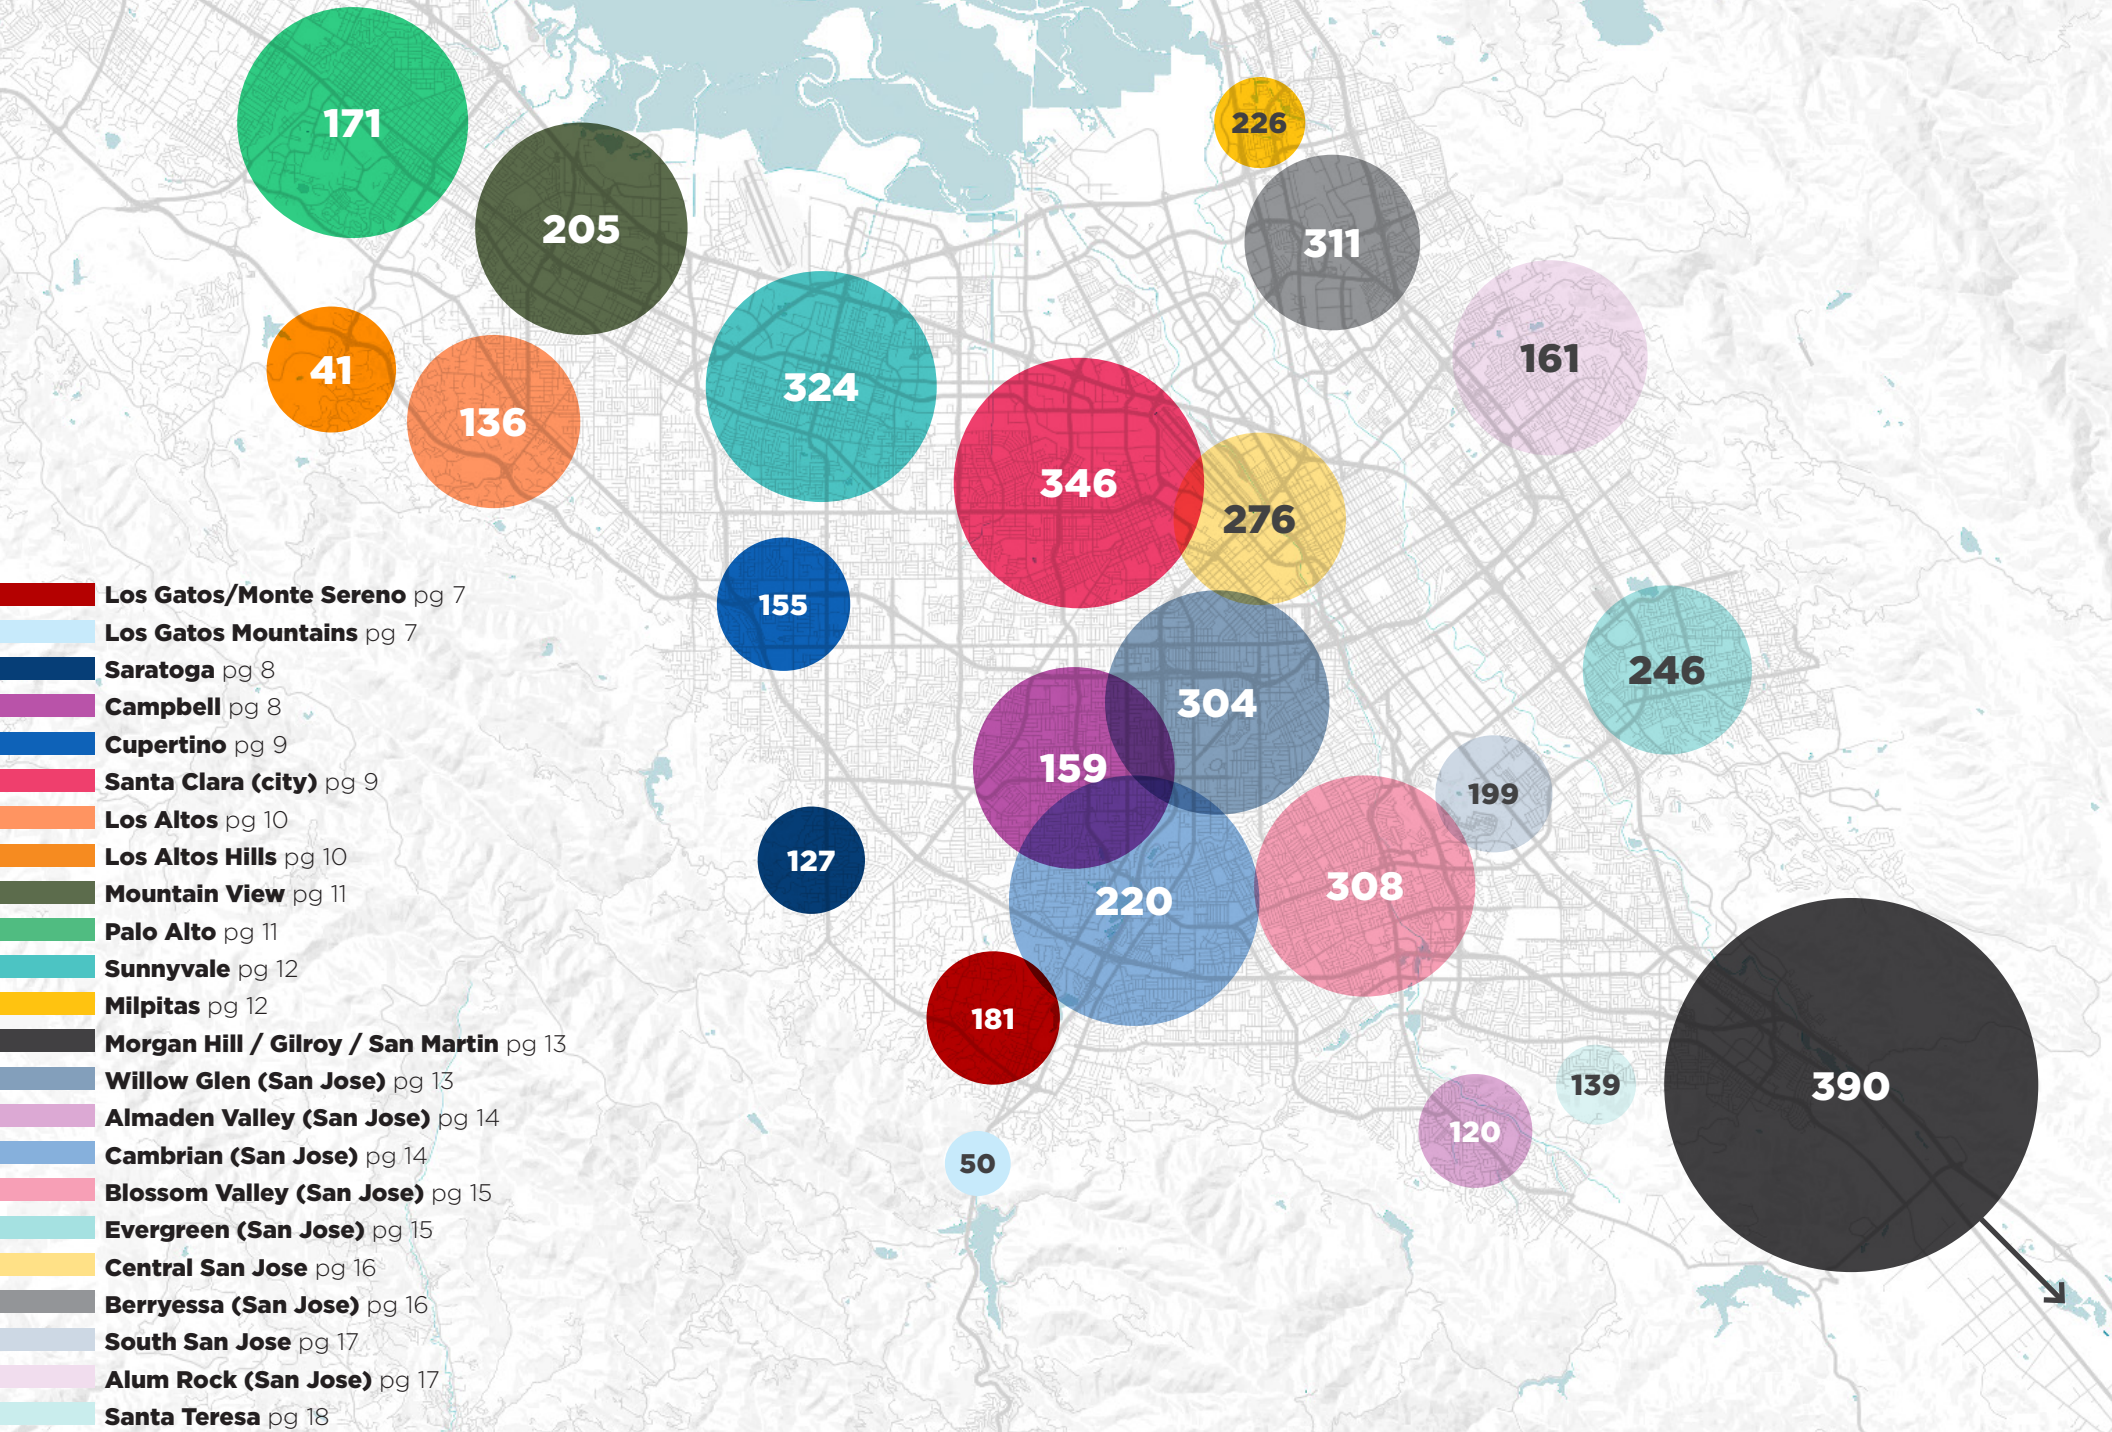 171
226
205
311
161
41
324
136
346
276
155
246
304
159
199
127
308
220
181
390
139
120
50
Los Gatos/Monte Sereno pg 7
Los Gatos Mountains pg 7
Saratoga pg 8
Campbell pg 8
Cupertino pg 9
Santa Clara (city) pg 9
Los Altos pg 10
Los Altos Hills pg 10
Mountain View pg 11
Palo Alto pg 11
Sunnyvale pg 12
Milpitas pg 12
Morgan Hill / Gilroy / San Martin pg 13
Willow Glen (San Jose) pg 13
Almaden Valley (San Jose) pg 14
Cambrian (San Jose) pg 14
Blossom Valley (San Jose) pg 15
Evergreen (San Jose) pg 15
Central San Jose pg 16
Berryessa (San Jose) pg 16
South San Jose pg 17
Alum Rock (San Jose) pg 17
Santa Teresa pg 18